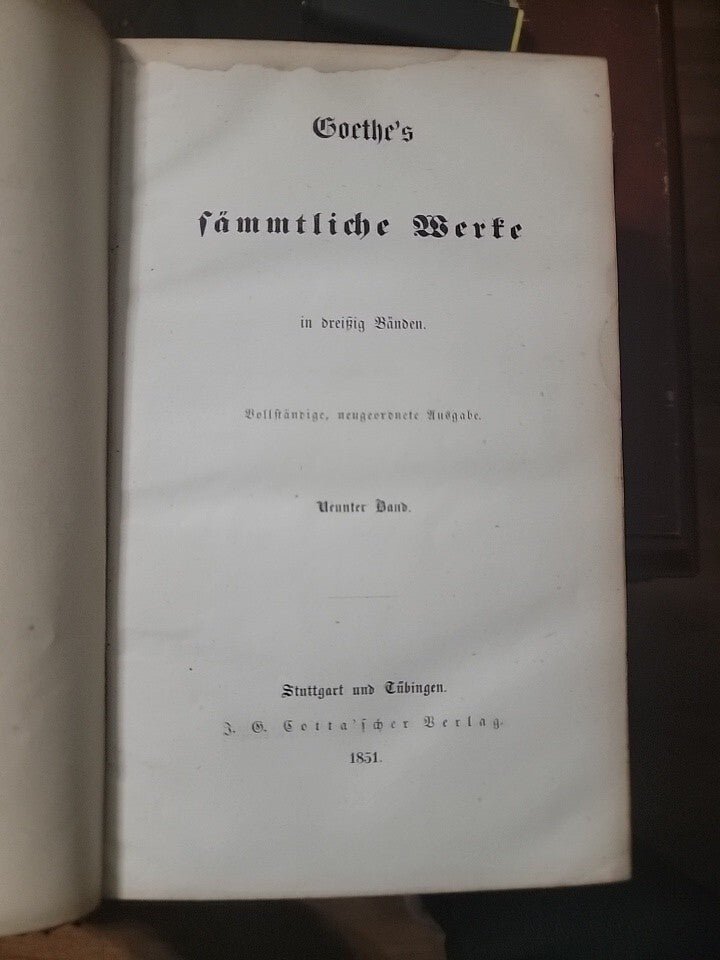 Goethe's
sämmtliche Werke
in dreißig Bänden.
Vollständige, neugeordnete Ausgabe.
Neunter Band.
Stuttgart und Tübingen.
J. G. Cotta'scher Verlag.
1851.